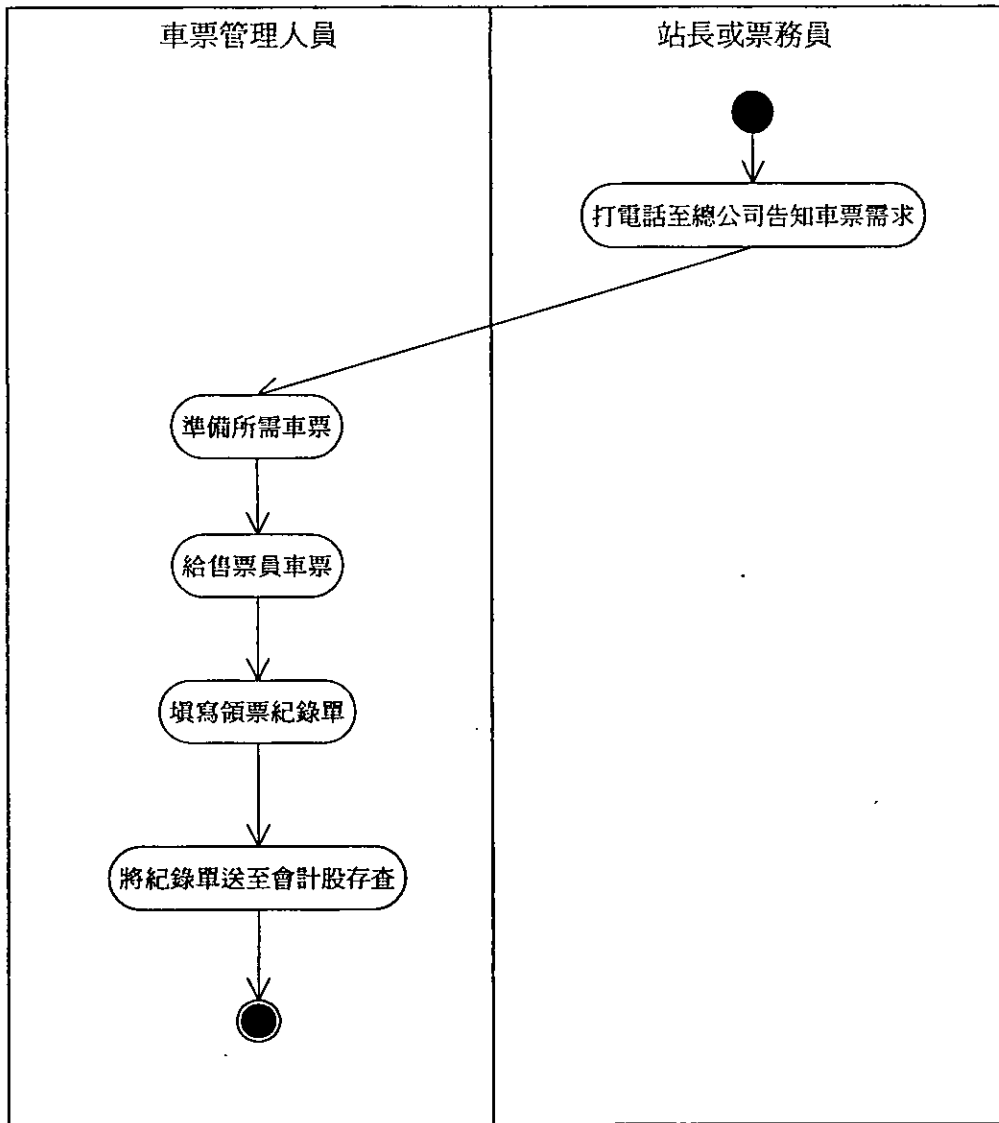 車票管理人員
站長或票務員
打電話至總公司告知車票需求
準備所需車票
給售票員車票
填寫領票紀錄單
將紀錄單送至會計股存查